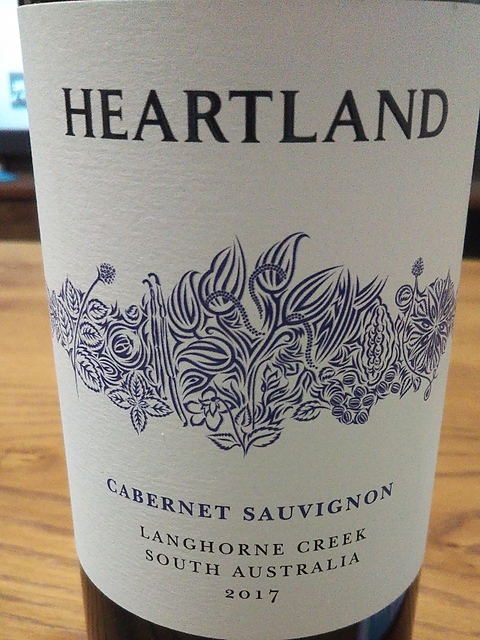 HEARTLAND
CABERNET SAUVIGNON
LANGHORNE CREEK
SOUTH AUSTRALIA
2017